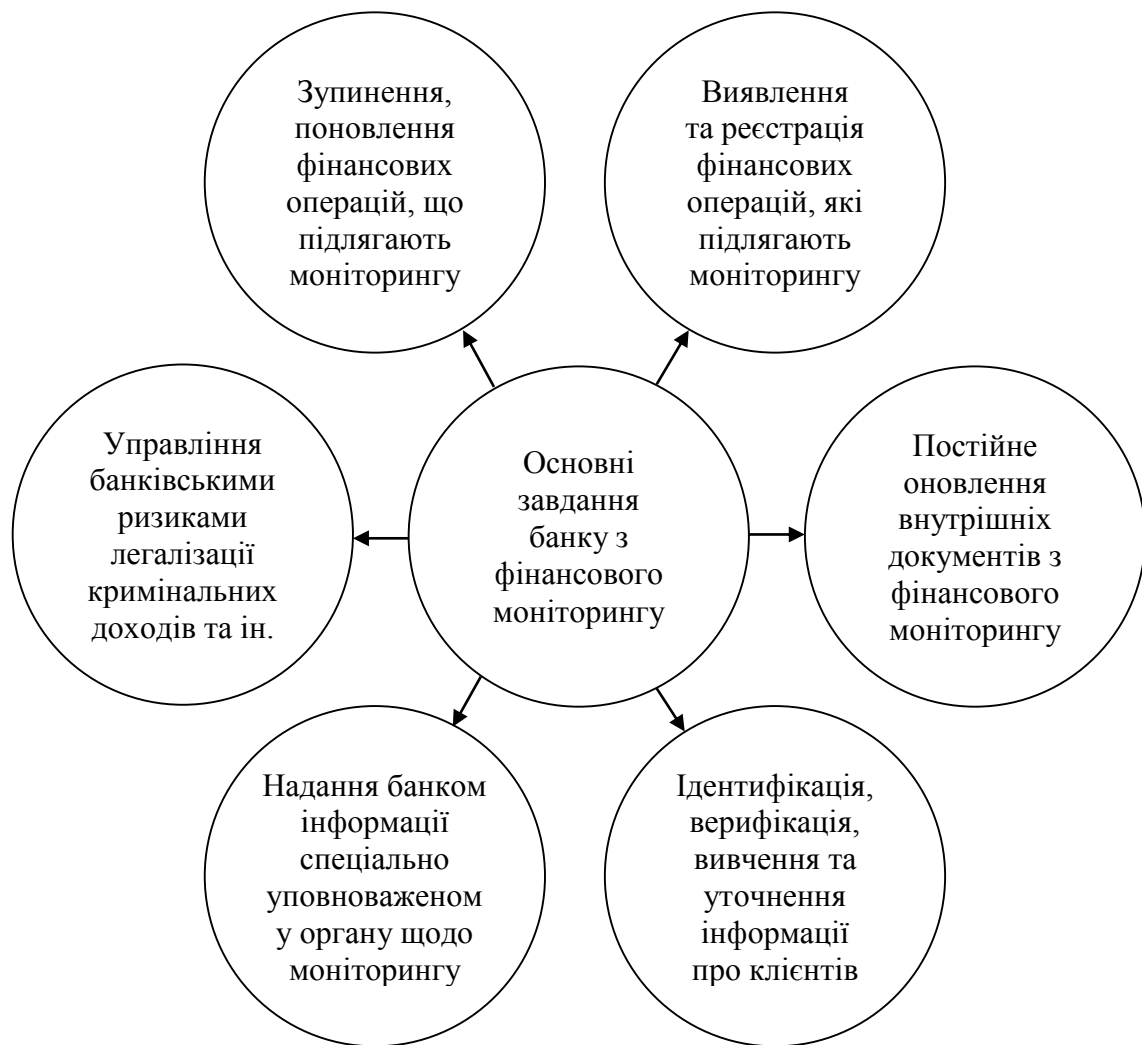 Зупинення,
поновлення
фінансових
операцій, що
підлягають
моніторингу
Виявлення
та реєстрація
фінансових
операцій, які
підлягають
моніторингу
Управління
банківськими
ризиками
легалізації
кримінальних
доходів та ін.
Основні
завдання
банку з
фінансового
моніторингу
Постійне
оновлення
внутрішніх
документів з
фінансового
моніторингу
Надання банком
інформації
спеціально
уповноваженом
у органу щодо
моніторингу
Ідентифікація,
верифікація,
вивчення та
уточнення
інформації
про клієнтів